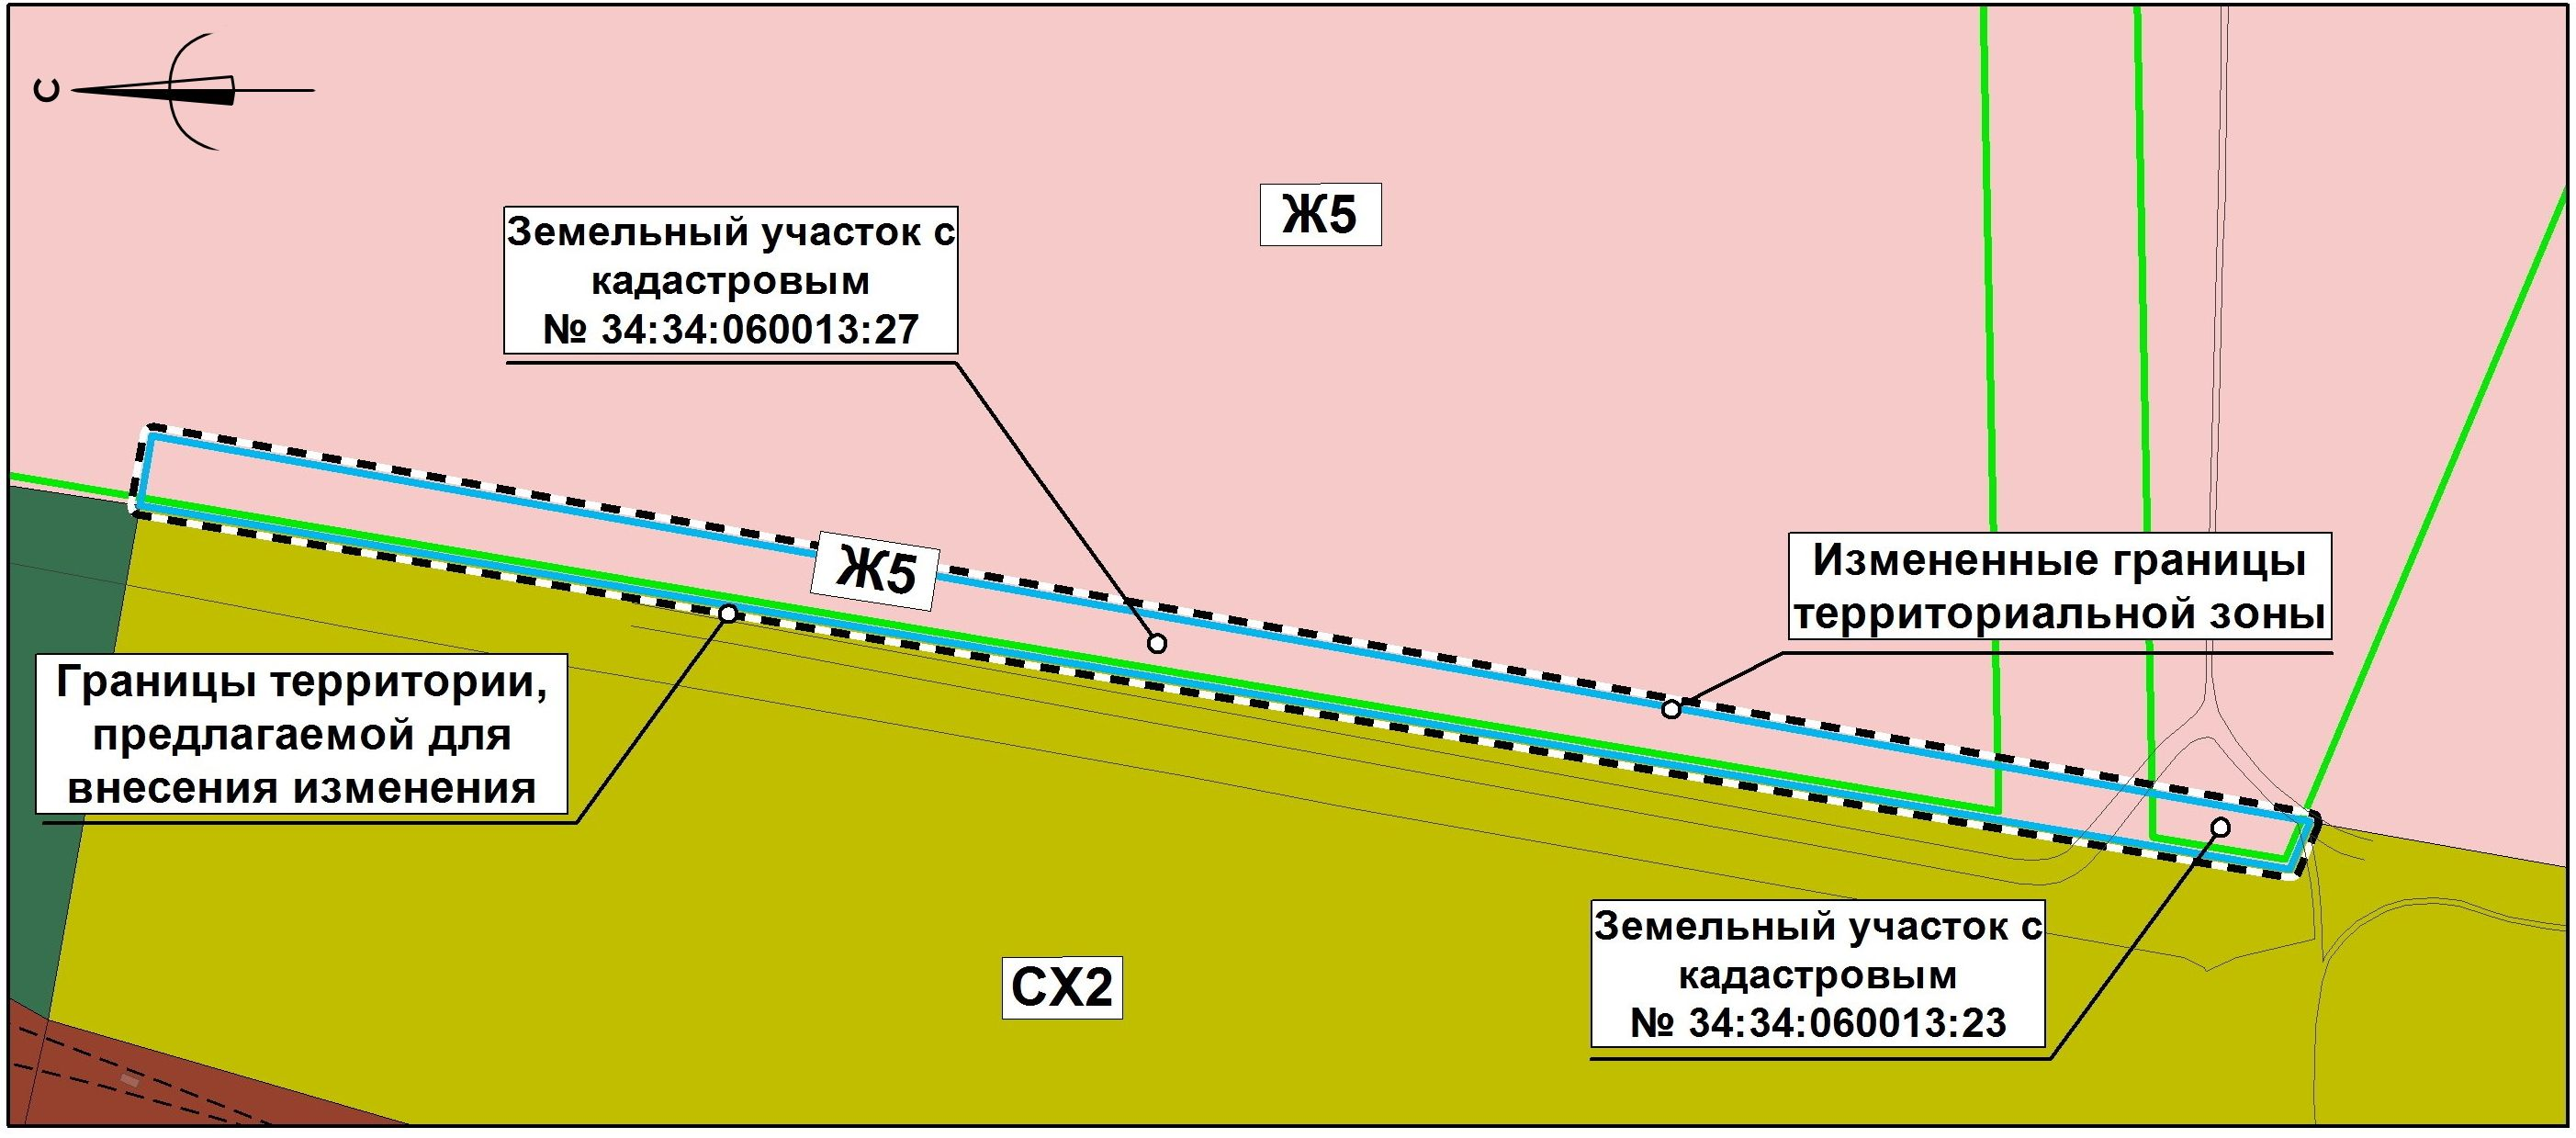 С
Ж5
Земельный участок с
кадастровым
№ 34:34:060013:27
Ж5
Измененные границы
территориальной зоны
Границы территории,
предлагаемой для
внесения изменения
Земельный участок с
кадастровым
№ 34:34:060013:23
СХ2